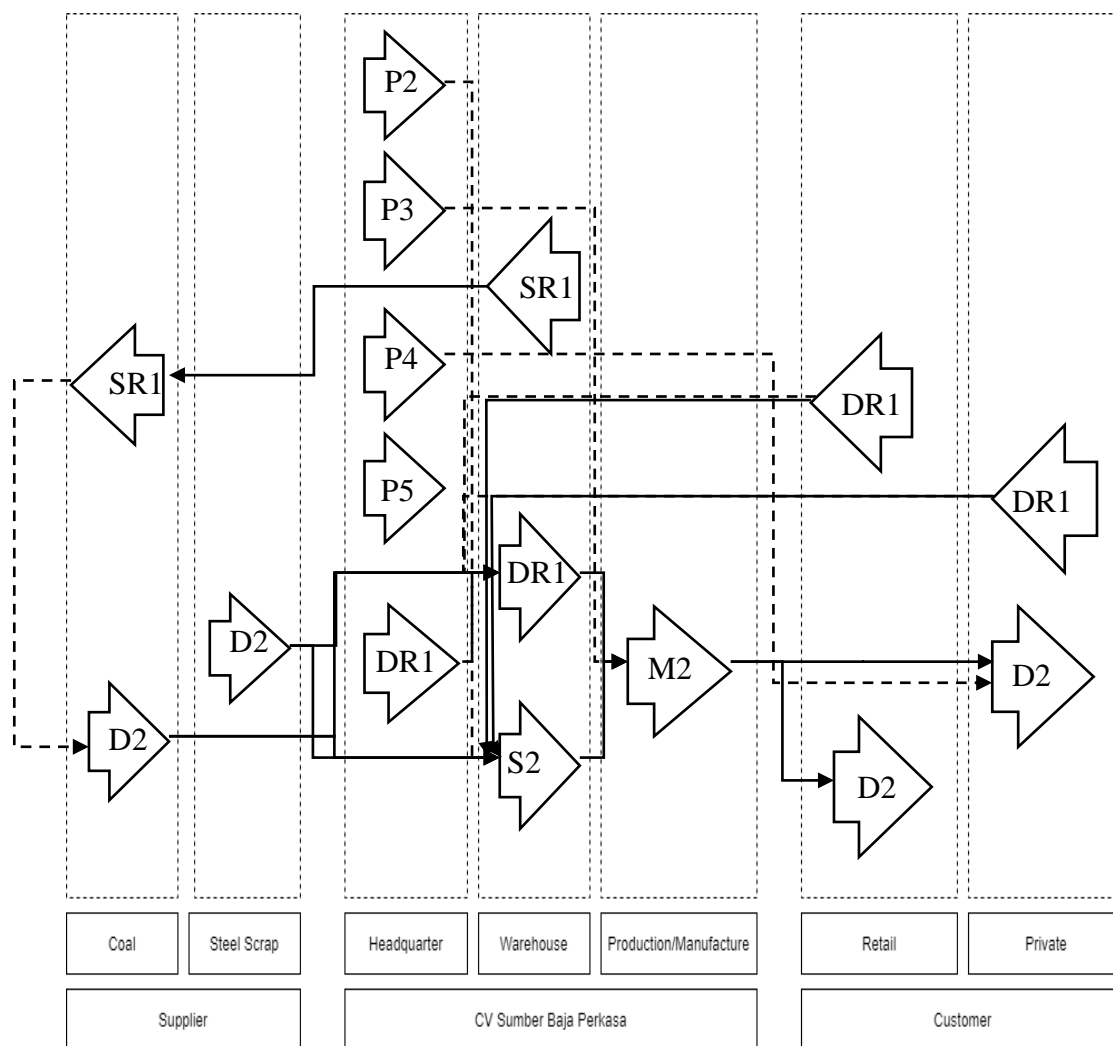 P2
P3
SR1
P4
SR1
DR1
P5
DR1
DR1
D2
DR1
M2
D2
D2
S2
D2
Coal
Steel Scrap
Headquarter
Warehouse
Production/Manufacture
Retail
Private
Supplier
CV Sumber Baja Perkasa
Customer